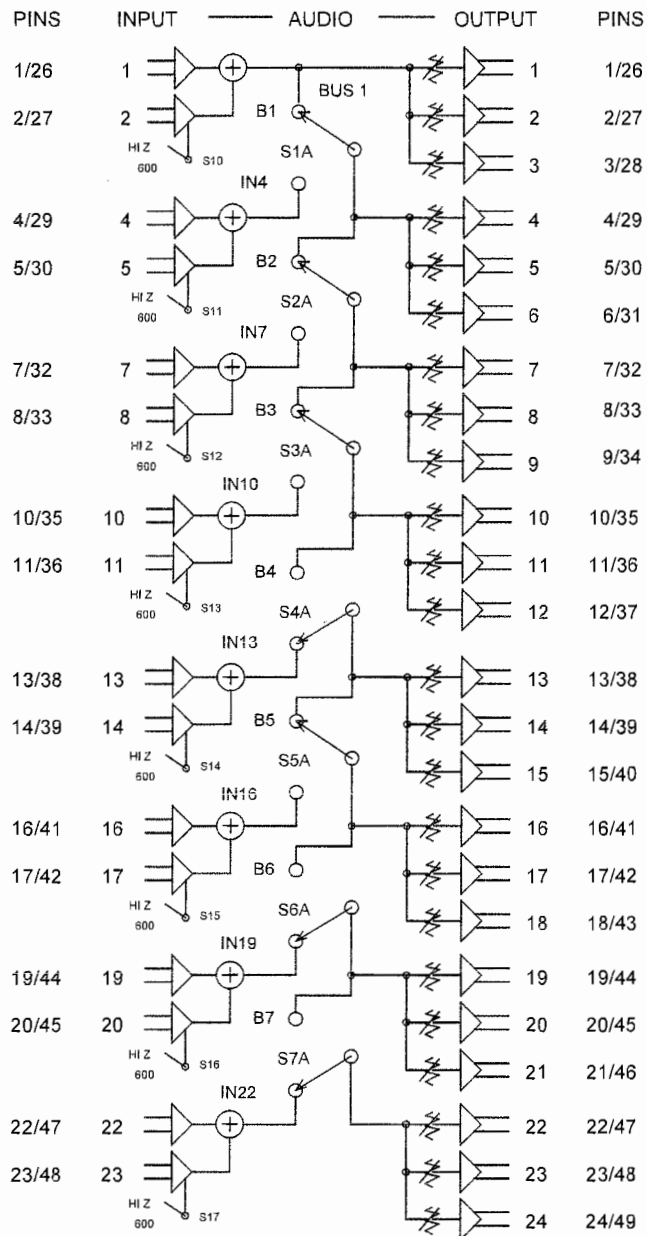 PINS INPUT AUDIO OUTPUT PINS
1/26 1 1 1/26
BUS 1
2/27 2 B1 2 2/27
HI Z
600 S10 S1A 3 3/28
IN4
4/29 4 4 4/29
5/30 5 B2 5 5/30
HI Z
600 S11 S2A 6 6/31
IN7
7/32 7 7 7/32
8/33 8 B3 8 8/33
HI Z
600 S12 S3A 9 9/34
IN10
10/35 10 10 10/35
11/36 11 B4 11 11/36
HI Z
600 S13 S4A 12 12/37
IN13
13/38 13 13 13/38
14/39 14 B5 14 14/39
HI Z
600 S14 S5A 15 15/40
IN16
16/41 16 16 16/41
17/42 17 B6 17 17/42
HI Z
600 S15 S6A 18 18/43
IN19
19/44 19 19 19/44
20/45 20 B7 20 20/45
HI Z
600 S16 S7A 21 21/46
IN22
22/47 22 22 22/47
23/48 23 23 23/48
HI Z
600 S17 24 24/49